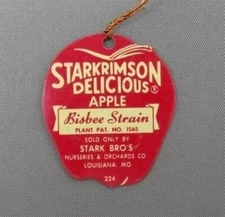 STARKRIMSON
DELICIOUS®
APPLE
Bisbee Strain
PLANT PAT. NO. 1565
SOLD ONLY BY
STARK BRO'S
NURSERIES & ORCHARDS CO
LOUISIANA, MO
224